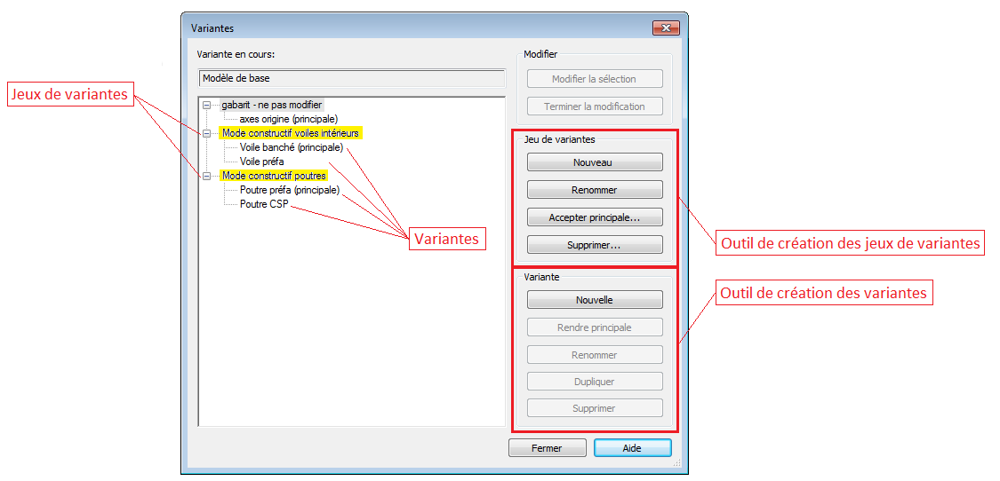 Variantes
Variante en cours:
Modèle de base
Jeux de variantes
gabarit - ne pas modifier
axes origine (principale)
Mode constructif voiles intérieurs
Voile banché (principale)
Voile préfa
Mode constructif poutres
Poutre préfa (principale)
Poutre CSP
Variantes
Modifier
Modifier la sélection
Terminer la modification
Jeu de variantes
Nouveau
Renommer
Accepter principale...
Supprimer...
Outil de création des jeux de variantes
Variante
Nouvelle
Rendre principale
Renommer
Dupliquer
Supprimer
Outil de création des variantes
Fermer
Aide